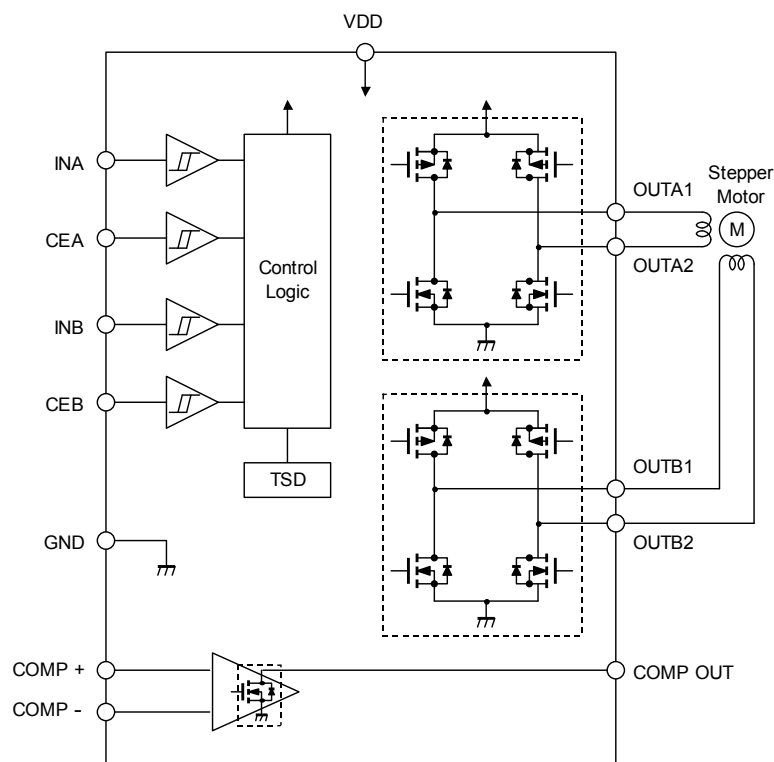 VDD
INA
CEA
INB
CEB
GND
COMP +
COMP -
Control
Logic
TSD
OUTA1
OUTA2
Stepper
Motor
M
OUTB1
OUTB2
COMP OUT